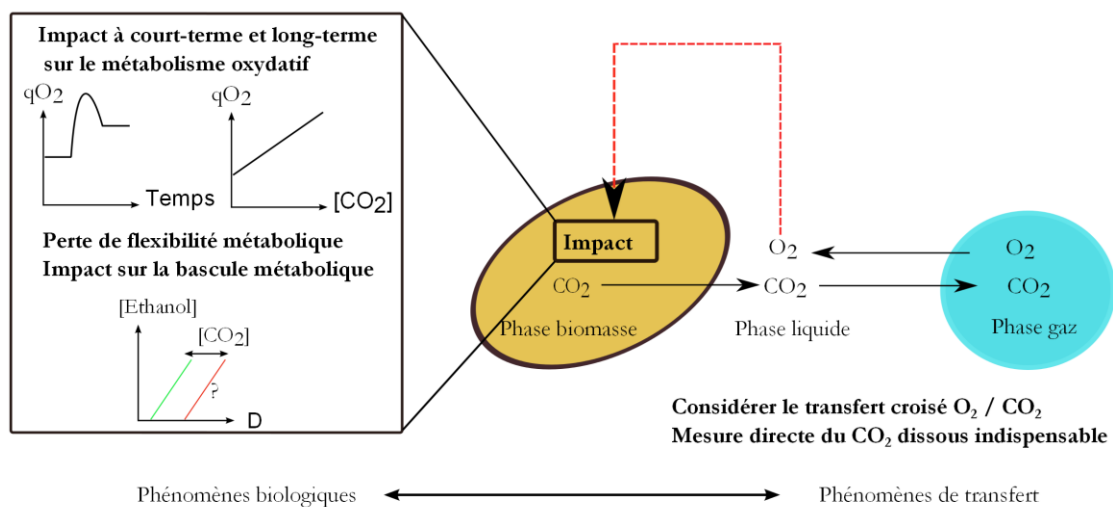 Impact à court-terme et long-terme
sur le métabolisme oxydatif
qO2
qO2
Temps
[CO2]
Perte de flexibilité métabolique
Impact sur la bascule métabolique
[Ethanol]
[CO2]
?
D
Impact
CO2
Phase biomasse
O2
CO2
Phase liquide
O2
CO2
Phase gaz
Considérer le transfert croisé O2 / CO2
Mesure directe du CO2 dissous indispensable
Phénomènes biologiques
Phénomènes de transfert